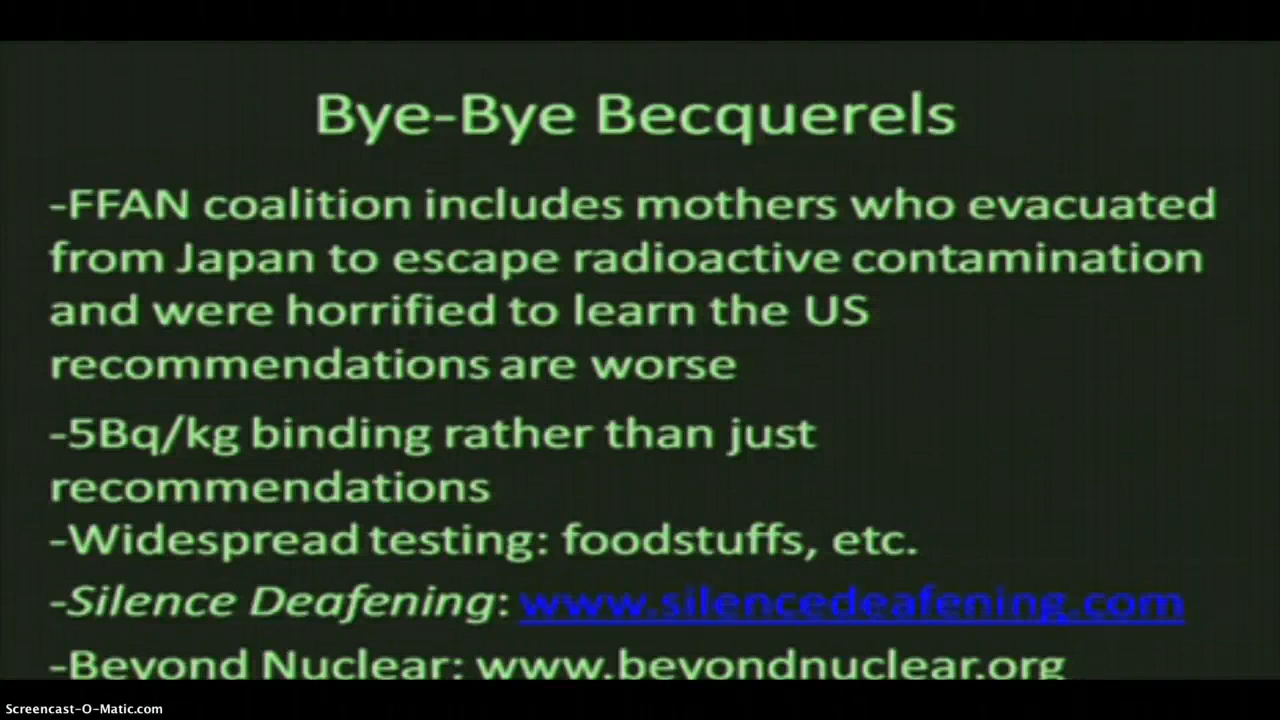 Bye-Bye Becquerels
-FFAN coalition includes mothers who evacuated
from Japan to escape radioactive contamination
and were horrified to learn the US
recommendations are worse
-5Bq/kg binding rather than just
recommendations
-Widespread testing: foodstuffs, etc.
-Silence Deafening: www.silencedeafening.com
-Beyond Nuclear: www.beyondnuclear.org
Screencast-O-Matic.com